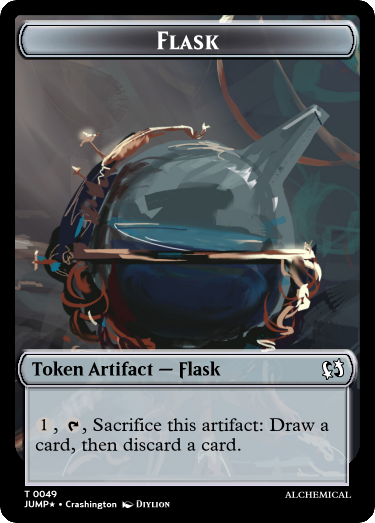 Flask
Token Artifact — Flask
1, , Sacrifice this artifact: Draw a
card, then discard a card.
T 0049
ALCHEMICAL
JUMP★ • Crashington Diylion